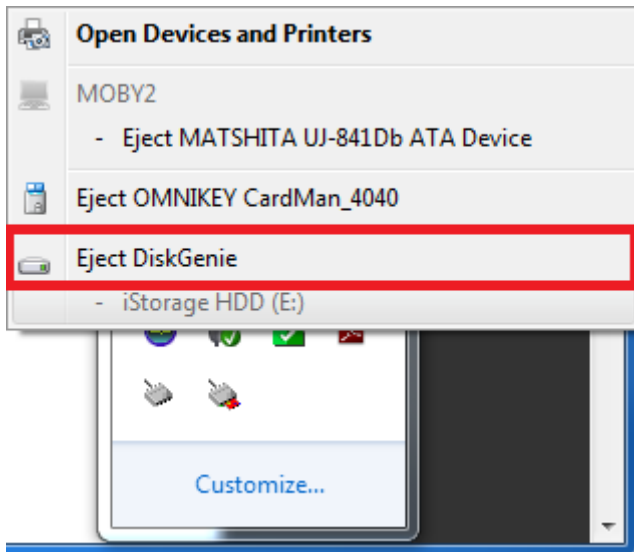 Open Devices and Printers
MOBY2
- Eject MATSHITA UJ-841Db ATA Device
Eject OMNIKEY CardMan_4040
Eject DiskGenie
- iStorage HDD (E:)
Customize...